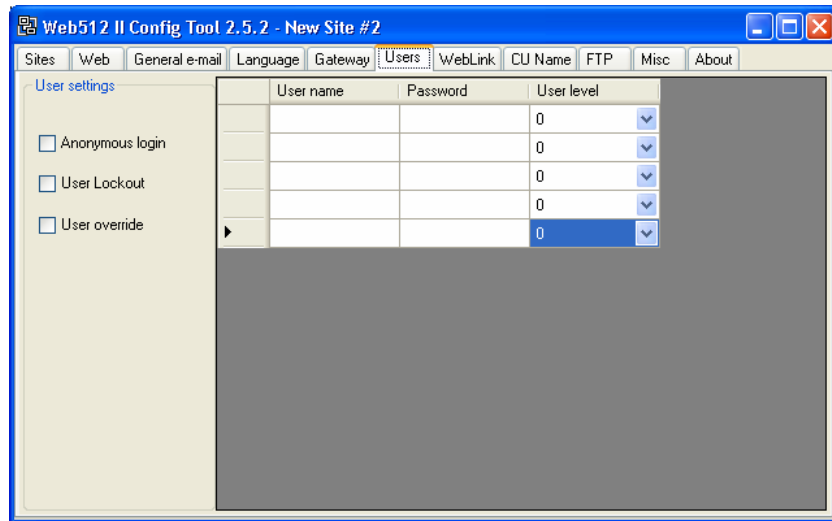 Web512 II Config Tool 2.5.2 - New Site #2
Sites Web General e-mail Language Gateway Users WebLink CU Name FTP Misc About
User settings
Anonymous login
User Lockout
User override
User name Password User level
0
0
0
0
0